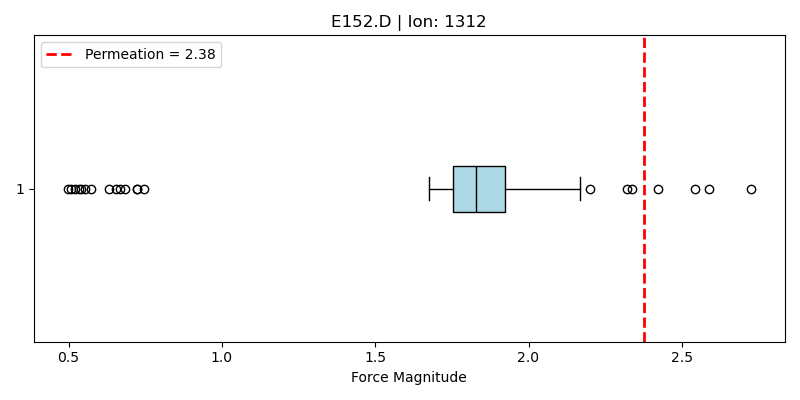 E152.D | Ion: 1312
Permeation = 2.38
1
0.5 1.0 1.5 2.0 2.5
Force Magnitude